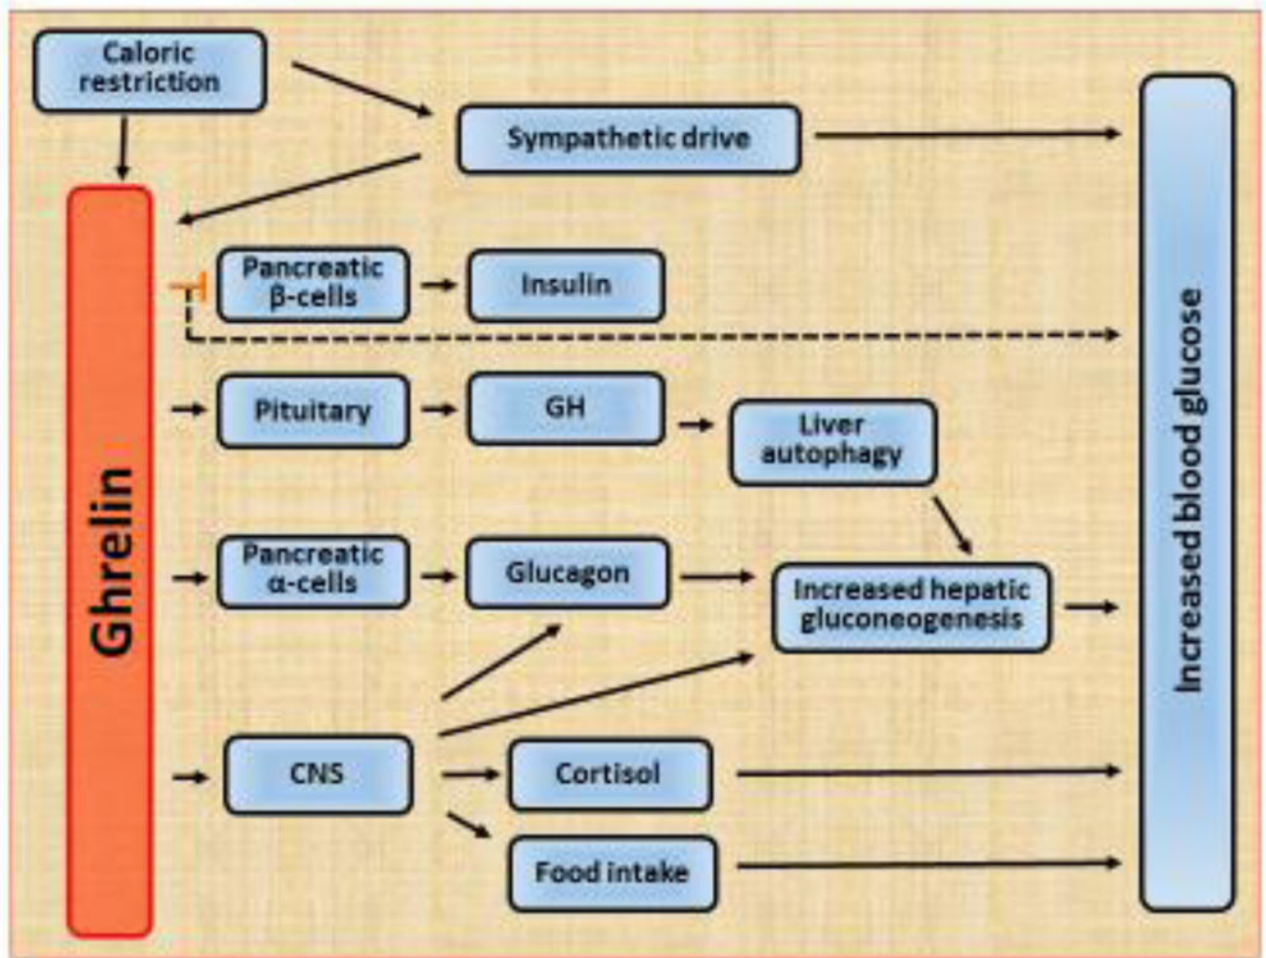 Caloric
restriction
Sympathetic drive
Pancreatic
β-cells
Insulin
Pituitary
GH
Liver
autophagy
Pancreatic
α-cells
Glucagon
Increased hepatic
gluconeogenesis
CNS
Cortisol
Food intake
Ghrelin
Increased blood glucose